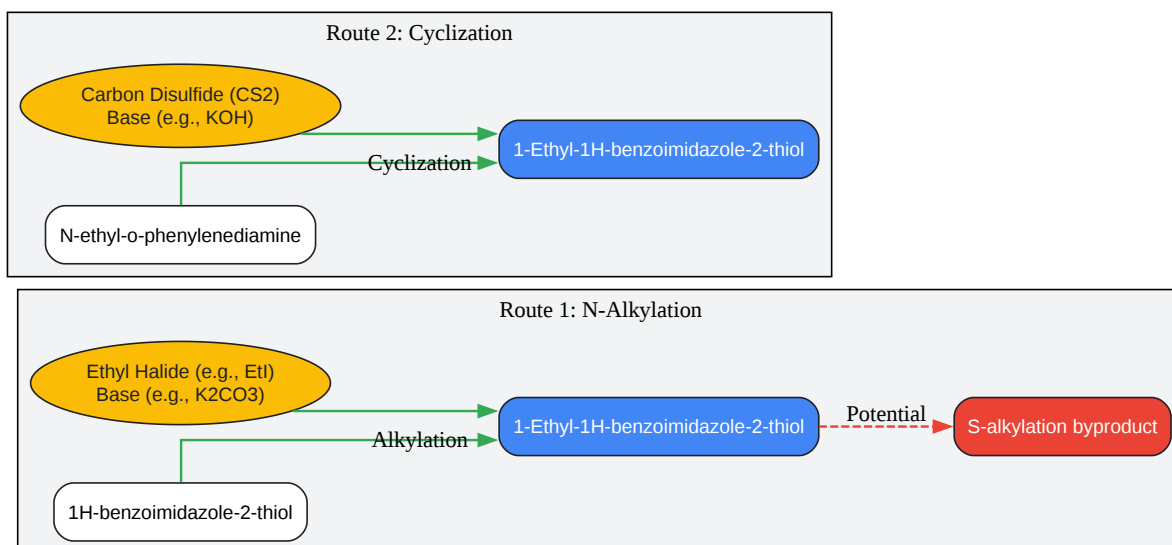 Route 2: Cyclization
Carbon Disulfide (CS2)
Base (e.g., KOH)
1-Ethyl-1H-benzoimidazole-2-thiol
Cyclization
N-ethyl-o-phenylenediamine
Route 1: N-Alkylation
Ethyl Halide (e.g., EtI)
Base (e.g., K2CO3)
1-Ethyl-1H-benzoimidazole-2-thiol
Potential
S-alkylation byproduct
Alkylation
1H-benzoimidazole-2-thiol